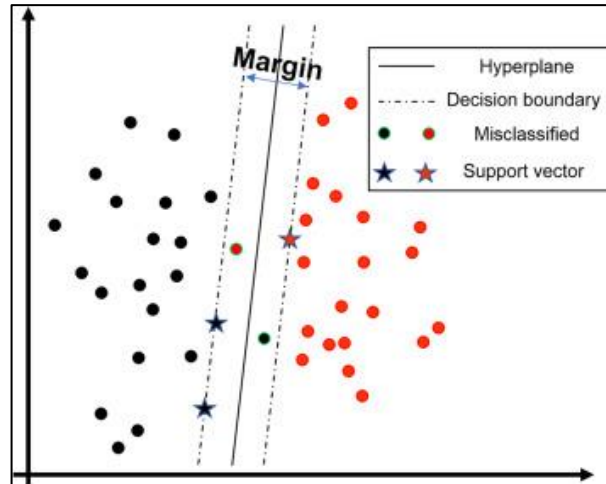 Margin
Hyperplane
Decision boundary
Misclassified
Support vector